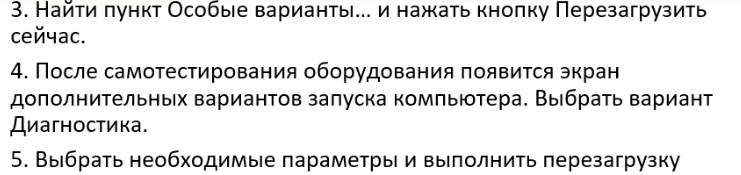 3. Найти пункт Особые варианты... и нажать кнопку Перезагрузить
сейчас.
4. После самотестирования оборудования появится экран
дополнительных вариантов запуска компьютера. Выбрать вариант
Диагностика.
5. Выбрать необходимые параметры и выполнить перезагрузку